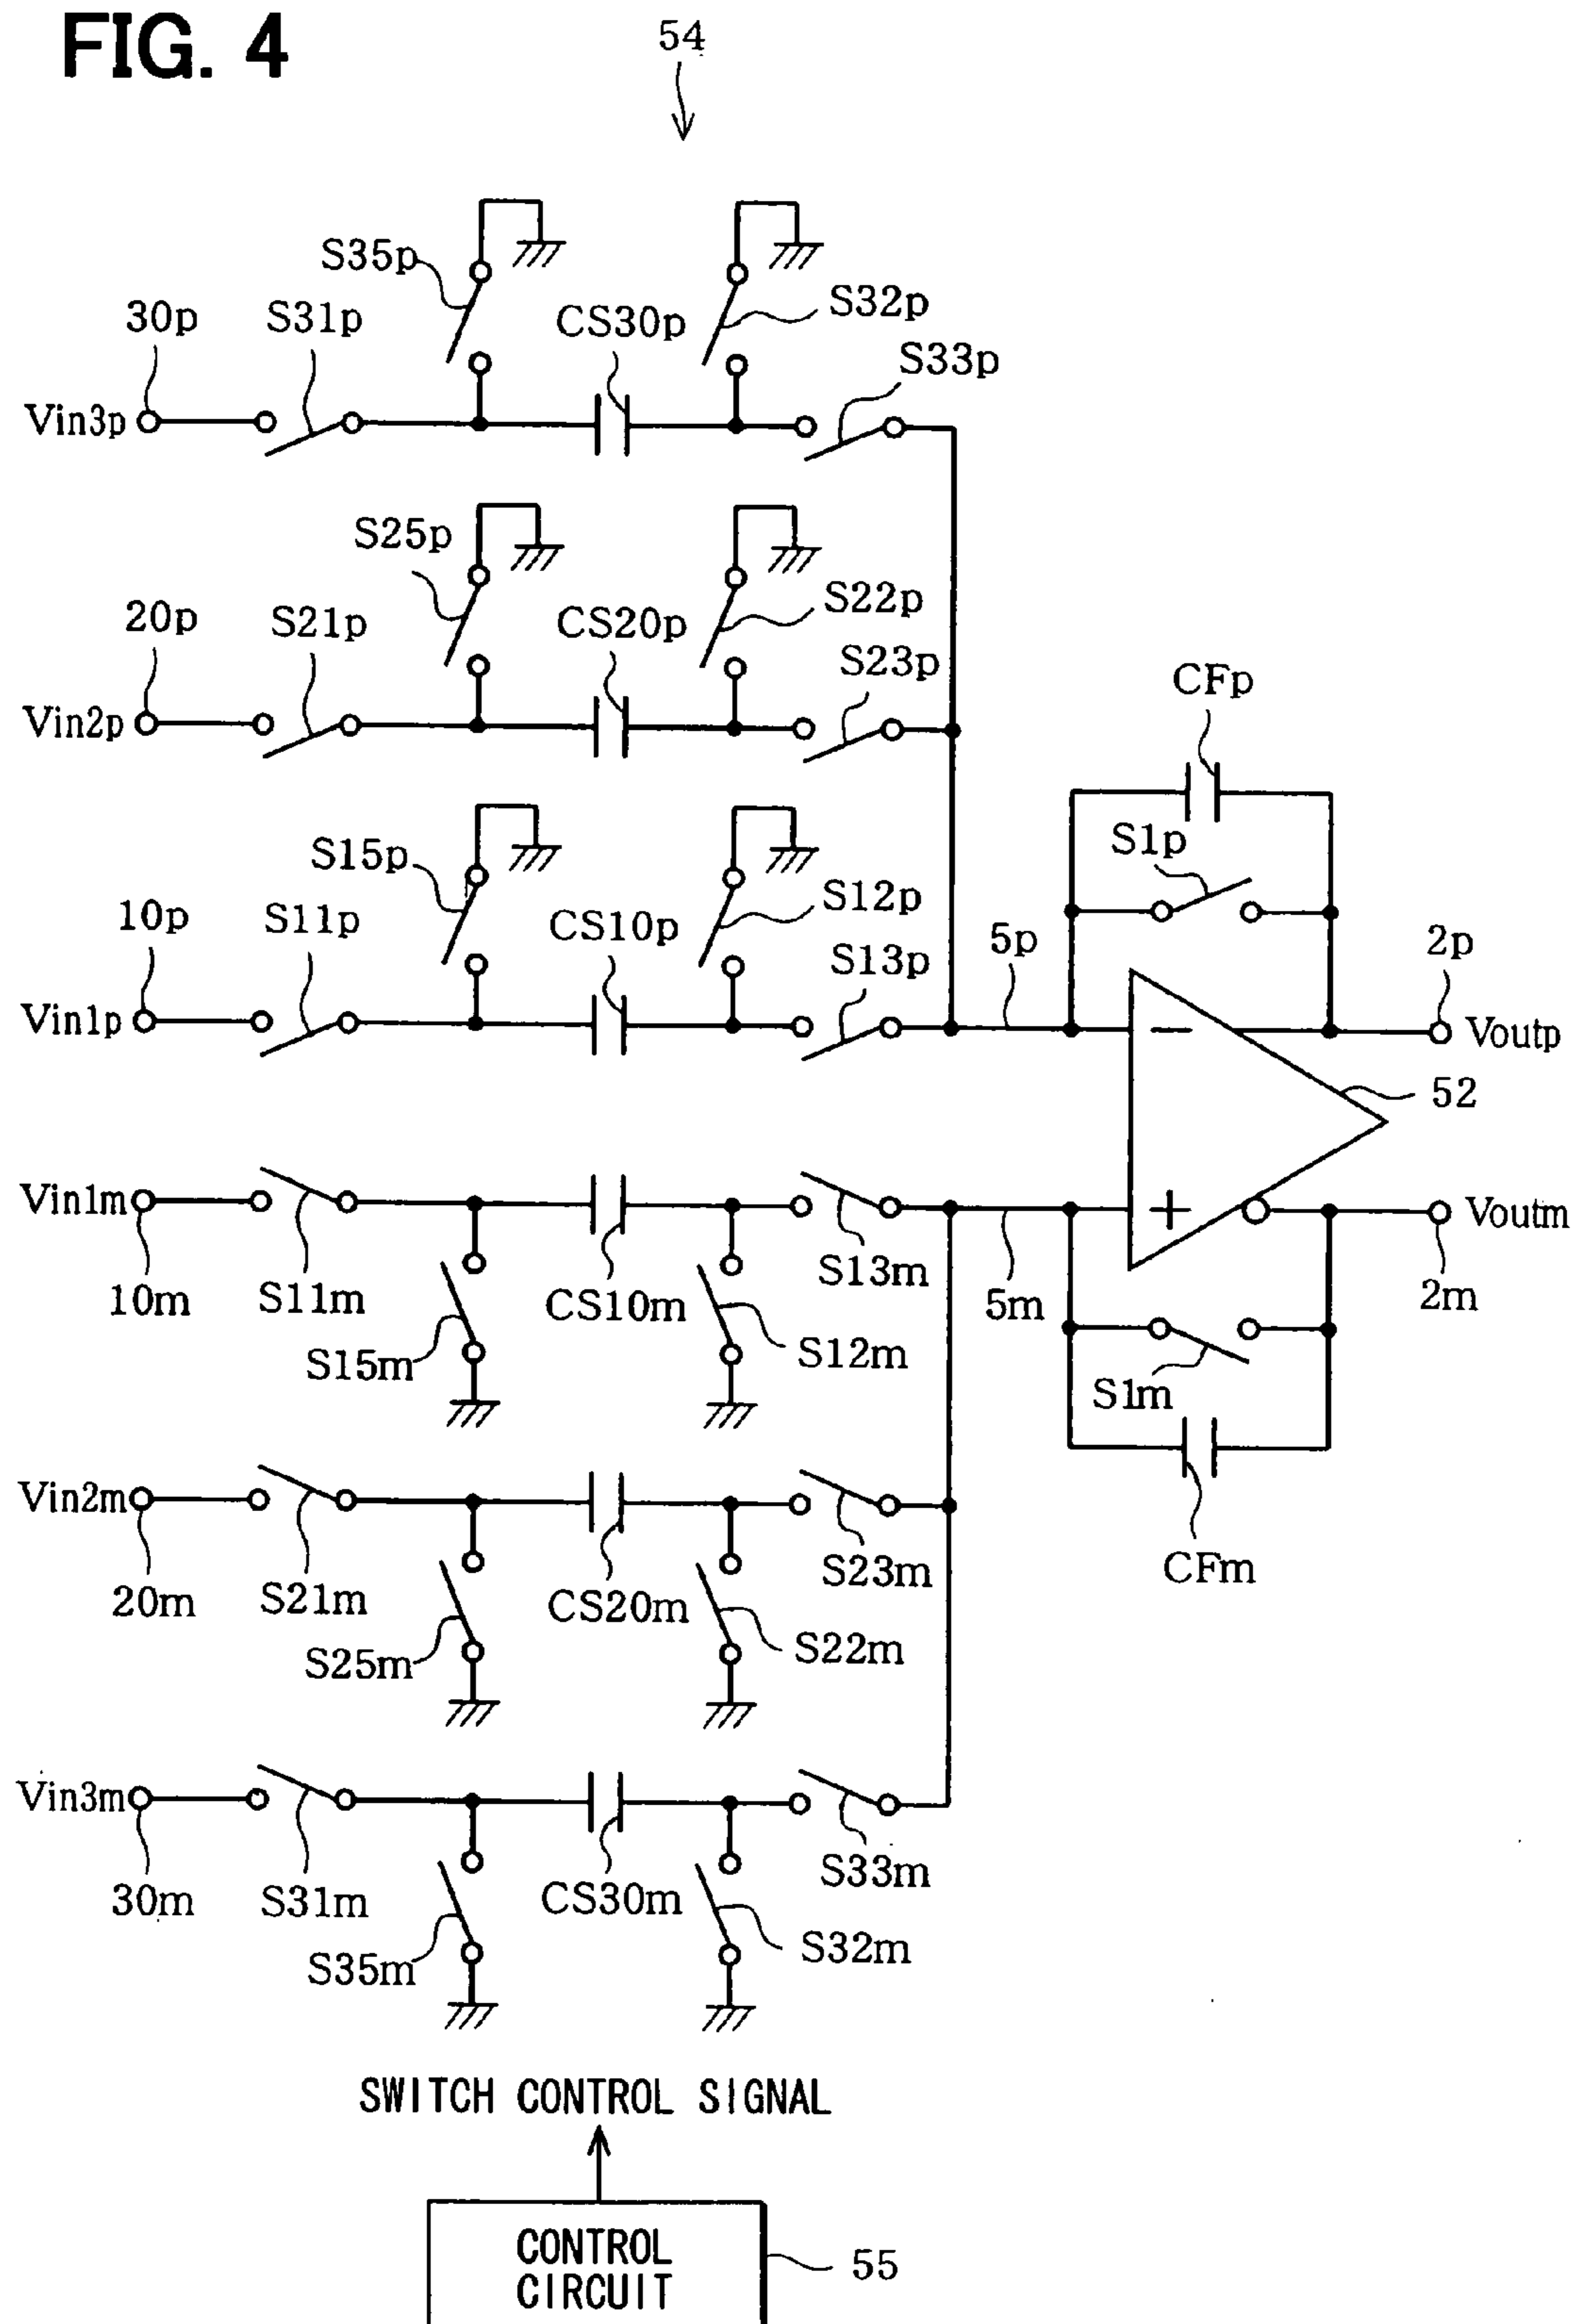 FIG. 4
54
S35p
S32p
30p
S31p
CS30p
S33p
Vin3p
S25p
S22p
20p
S21p
CS20p
S23p
Vin2p
CFp
S1p
S15p
S12p
10p
S11p
CS10p
S13p
5p
2p
Vin1p
−
Voutp
52
Vin1m
+
Voutm
10m
S11m
CS10m
S13m
5m
2m
S15m
S12m
S1m
Vin2m
CFm
20m
S21m
CS20m
S23m
S25m
S22m
Vin3m
30m
S31m
CS30m
S33m
S35m
S32m
SWITCH CONTROL SIGNAL
CONTROL
CIRCUIT
55